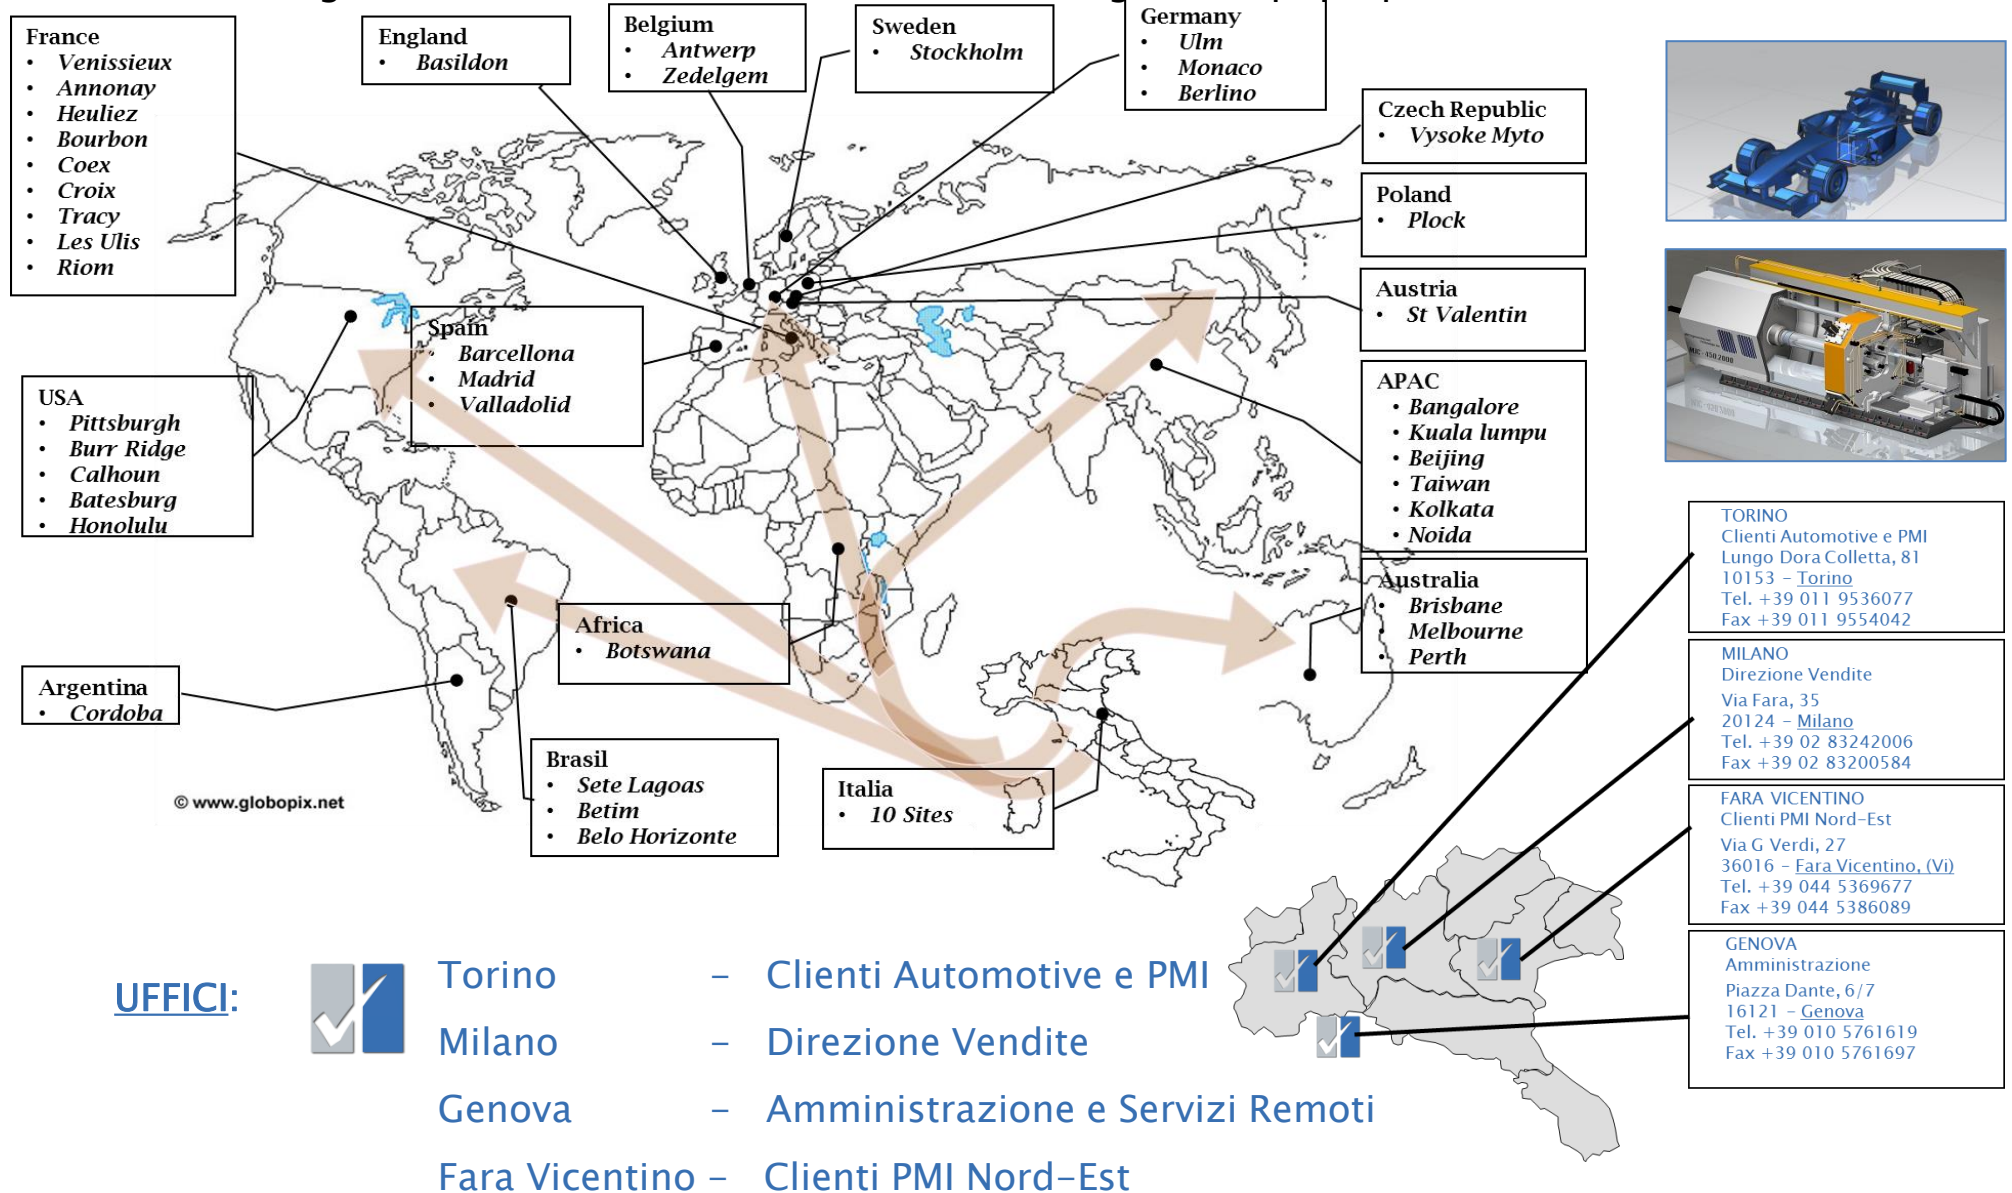 France
• Venissieux
• Annonay
• Heuliez
• Bourbon
• Coex
• Croix
• Tracy
• Les Ulis
• Riom
England
• Basildon
Belgium
• Antwerp
• Zedelgem
Sweden
• Stockholm
Germany
• Ulm
• Monaco
• Berlino
Czech Republic
• Vysoke Myto
Poland
• Plock
Austria
• St Valentin
APAC
• Bangalore
• Kuala lumpu
• Beijing
• Taiwan
• Kolkata
• Noida
Australia
• Brisbane
• Melbourne
• Perth
Spain
• Barcellona
• Madrid
• Valladolid
USA
• Pittsburgh
• Burr Ridge
• Calhoun
• Batesburg
• Honolulu
Africa
• Botswana
Argentina
• Cordoba
Brasil
• Sete Lagoas
• Betim
• Belo Horizonte
Italia
• 10 Sites
© www.globopix.net
TORINO
Clienti Automotive e PMI
Lungo Dora Colletta, 81
10153 – Torino
Tel. +39 011 9536077
Fax +39 011 9554042
MILANO
Direzione Vendite
Via Fara, 35
20124 – Milano
Tel. +39 02 83242006
Fax +39 02 83200584
FARA VICENTINO
Clienti PMI Nord-Est
Via G Verdi, 27
36016 – Fara Vicentino, (Vi)
Tel. +39 044 5369677
Fax +39 044 5386089
GENOVA
Amministrazione
Piazza Dante, 6/7
16121 – Genova
Tel. +39 010 5761619
Fax +39 010 5761697
UFFICI:
Torino – Clienti Automotive e PMI
Milano – Direzione Vendite
Genova – Amministrazione e Servizi Remoti
Fara Vicentino – Clienti PMI Nord-Est